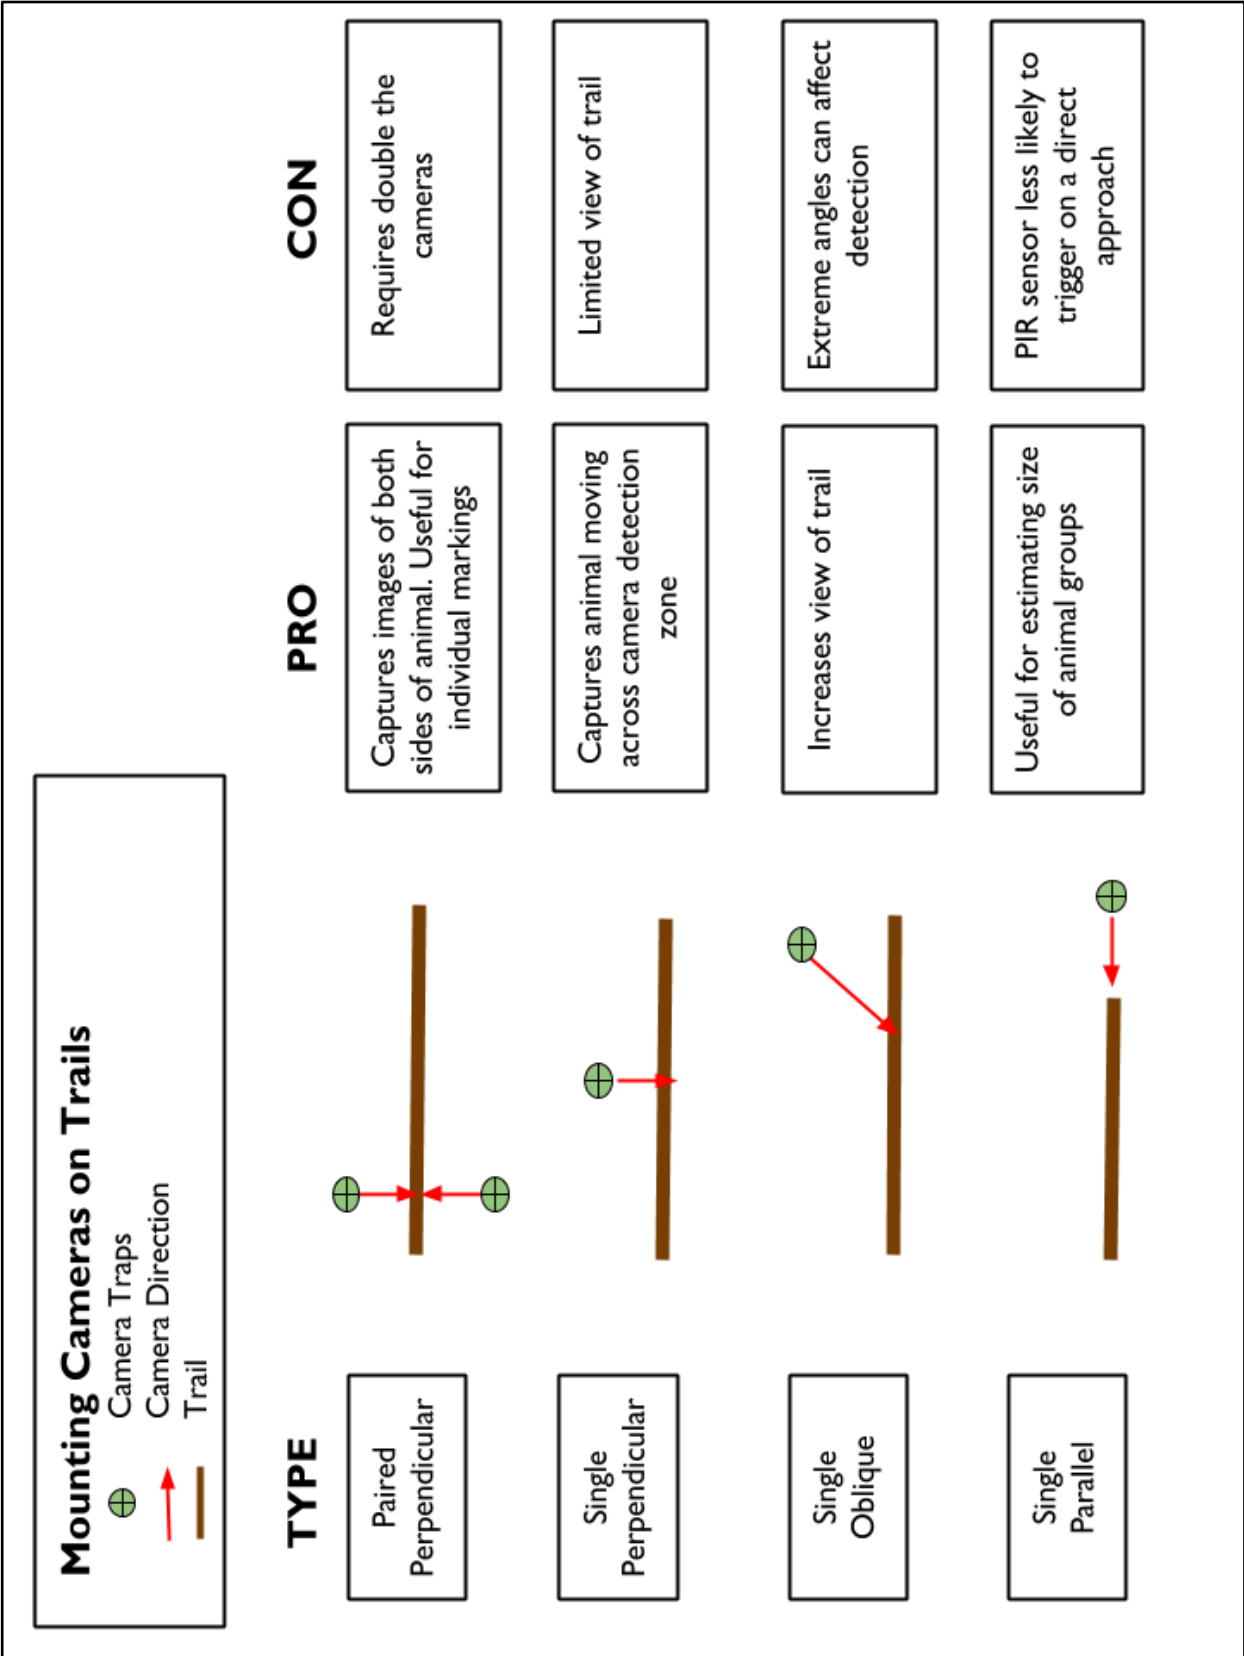 Mounting Cameras on Trails
Camera Traps
Camera Direction
Trail
TYPE
PRO
CON
Paired
Perpendicular
Captures images of both
sides of animal. Useful for
individual markings
Requires double the
cameras
Single
Perpendicular
Captures animal moving
across camera detection
zone
Limited view of trail
Single
Oblique
Increases view of trail
Extreme angles can affect
detection
Single
Parallel
Useful for estimating size
of animal groups
PIR sensor less likely to
trigger on a direct
approach